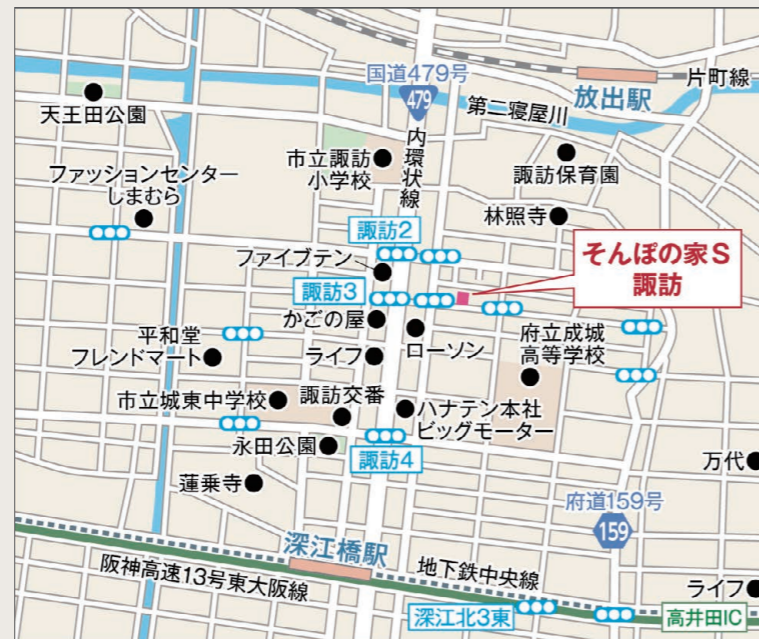 国道479号
479
片町線
放出駅
第二寝屋川
天王田公園
内環状線
市立諏訪
小学校
諏訪保育園
ファッションセンター
しまむら
林照寺
諏訪2
ファイブテン
そんぽの家S
諏訪
諏訪3
かごの屋
平和堂
フレンドマート
ライフ
ローソン
府立成城
高等学校
市立城東中学校
諏訪交番
ハナテン本社
ビッグモーター
永田公園
諏訪4
万代
蓮乗寺
府道159号
159
深江橋駅
阪神高速13号東大阪線
地下鉄中央線
ライフ
深江北3東
高井田IC